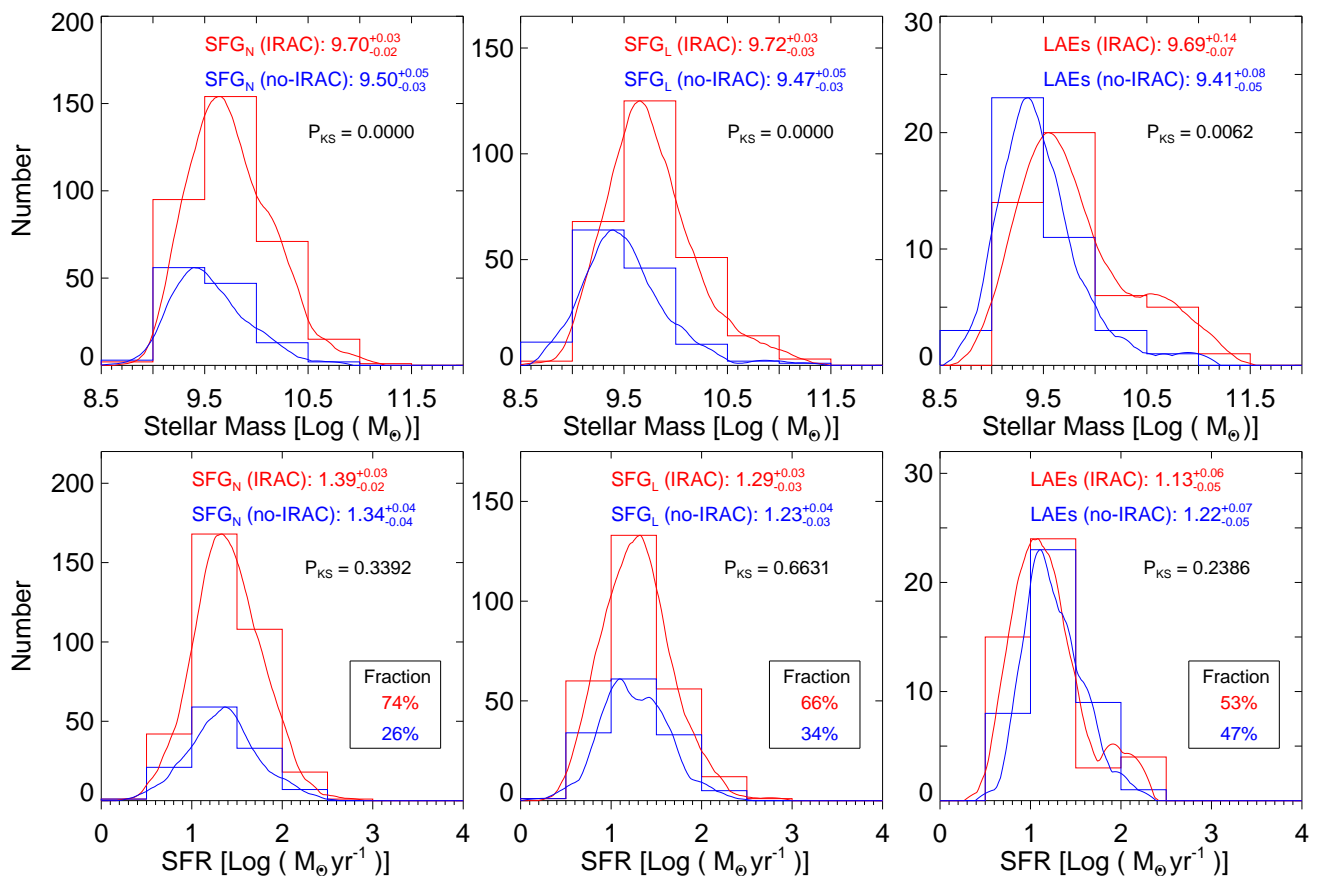 SFG_N (IRAC): 9.70 +0.03 -0.02
SFG_N (no-IRAC): 9.50 +0.05 -0.03
P_KS = 0.0000
200
150
100
50
0
Number
8.5 9.5 10.5 11.5
Stellar Mass [Log ( M⊙)]
SFG_L (IRAC): 9.72 +0.03 -0.03
SFG_L (no-IRAC): 9.47 +0.05 -0.03
P_KS = 0.0000
150
100
50
0
8.5 9.5 10.5 11.5
Stellar Mass [Log ( M⊙)]
LAEs (IRAC): 9.69 +0.14 -0.07
LAEs (no-IRAC): 9.41 +0.08 -0.05
P_KS = 0.0062
30
20
10
0
8.5 9.5 10.5 11.5
Stellar Mass [Log ( M⊙)]
SFG_N (IRAC): 1.39 +0.03 -0.02
SFG_N (no-IRAC): 1.34 +0.04 -0.04
P_KS = 0.3392
Fraction
74%
26%
200
150
100
50
0
Number
0 1 2 3 4
SFR [Log ( M⊙ yr⁻¹)]
SFG_L (IRAC): 1.29 +0.03 -0.03
SFG_L (no-IRAC): 1.23 +0.04 -0.03
P_KS = 0.6631
Fraction
66%
34%
150
100
50
0
0 1 2 3 4
SFR [Log ( M⊙ yr⁻¹)]
LAEs (IRAC): 1.13 +0.06 -0.05
LAEs (no-IRAC): 1.22 +0.07 -0.05
P_KS = 0.2386
Fraction
53%
47%
30
20
10
0
0 1 2 3 4
SFR [Log ( M⊙ yr⁻¹)]